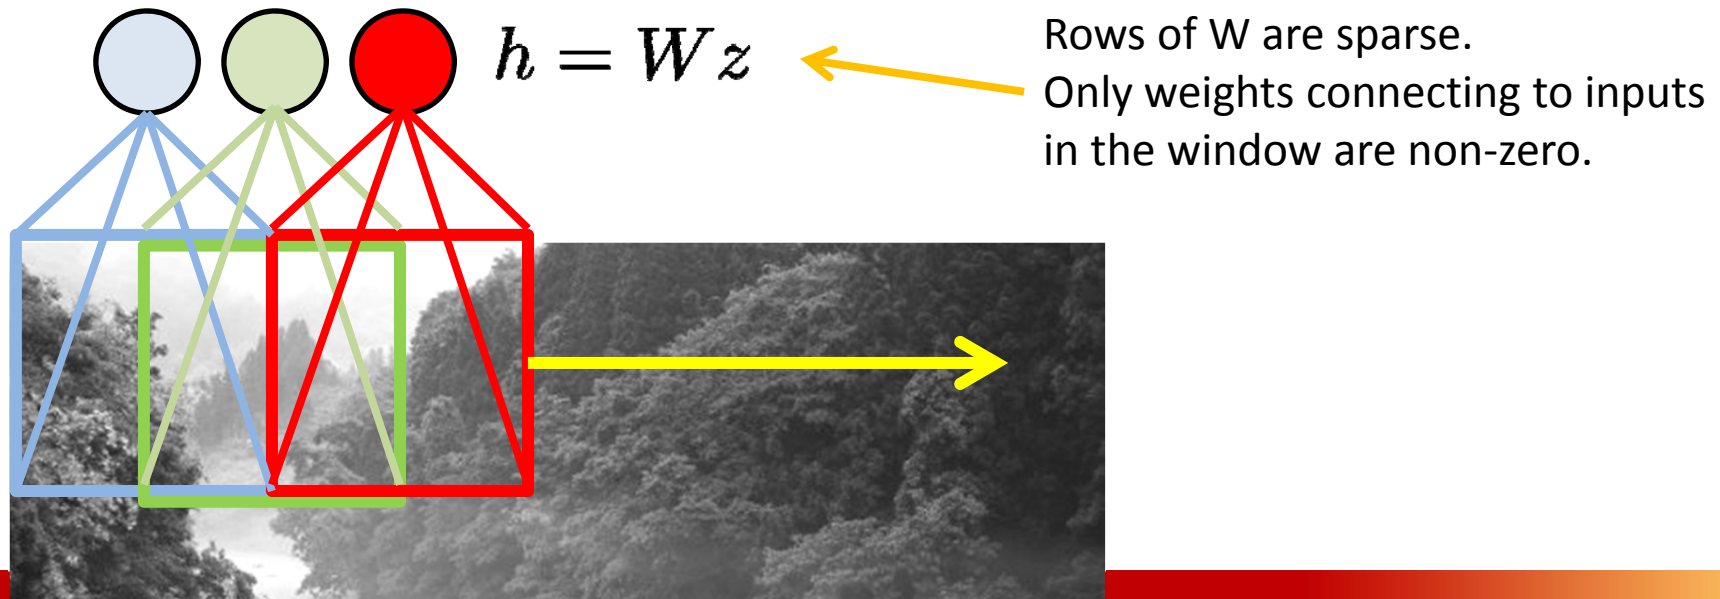 h = Wz
Rows of W are sparse.
Only weights connecting to inputs
in the window are non-zero.